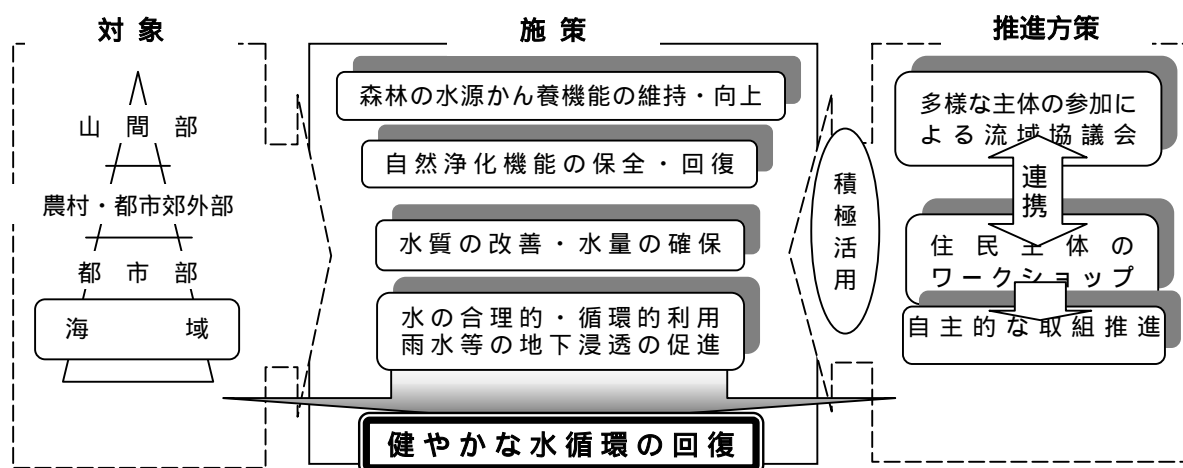 対象
山間部
農村・都市郊外部
都市部
海域
施策
森林の水源かん養機能の維持・向上
自然浄化機能の保全・回復
水質の改善・水量の確保
水の合理的・循環的利用
雨水等の地下浸透の促進
健やかな水循環の回復
積極活用
推進方策
多様な主体の参加に
よる流域協議会
連携
住民主体の
ワークショップ
自主的な取組推進